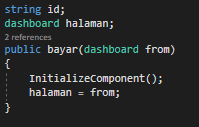 string id;
dashboard halaman;
2 references
public bayar(dashboard from)
{
InitializeComponent();
halaman = from;
}